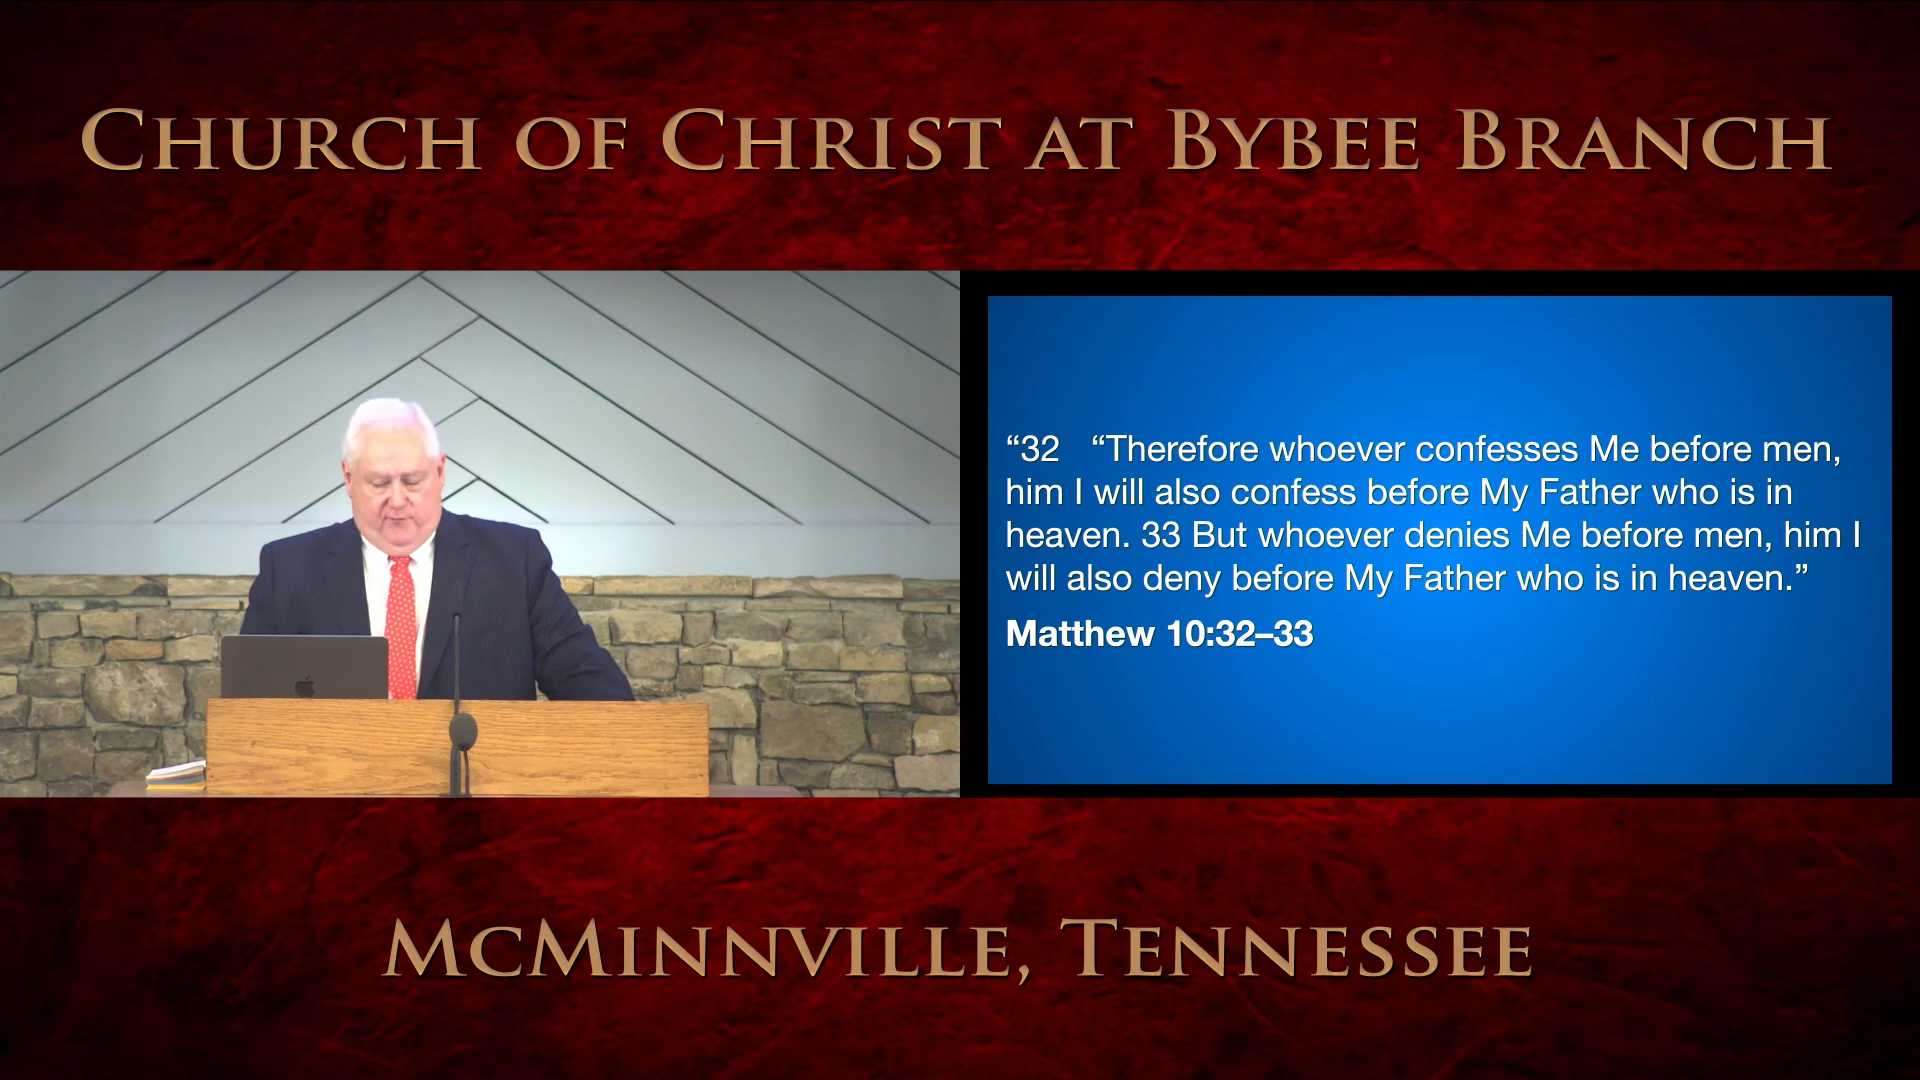 CHURCH OF CHRIST AT BYBEE BRANCH
“32 “Therefore whoever confesses Me before men,
him I will also confess before My Father who is in
heaven. 33 But whoever denies Me before men, him I
will also deny before My Father who is in heaven.”
Matthew 10:32–33
MCMINNVILLE, TENNESSEE